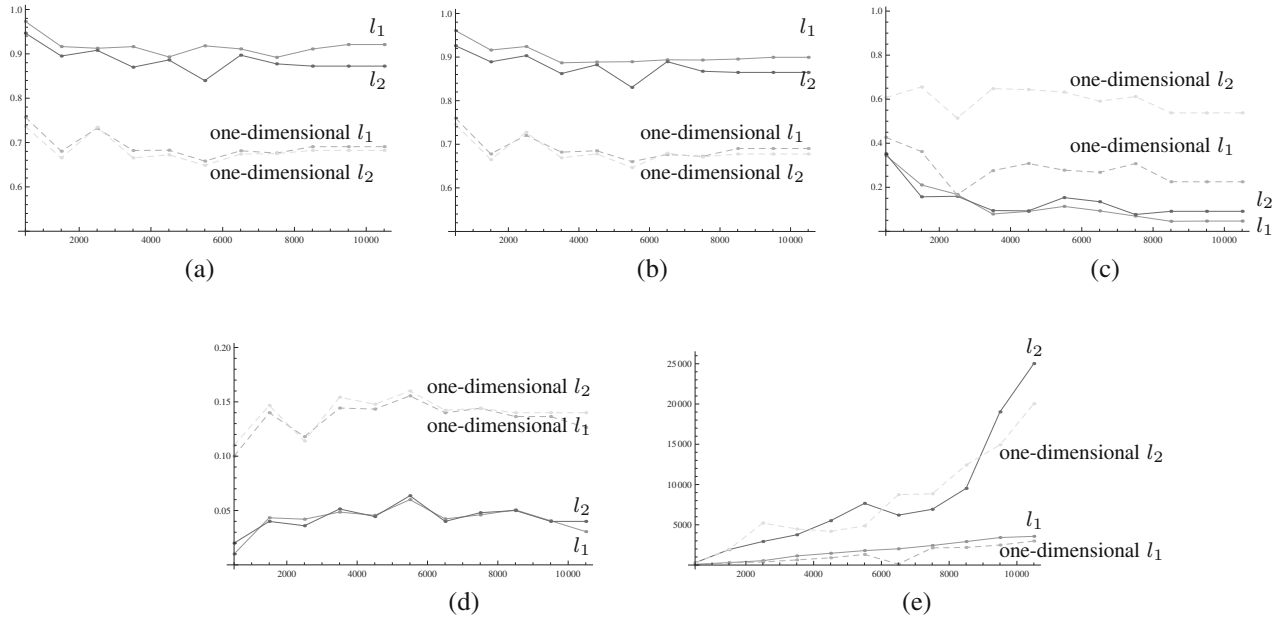 1.0
0.9
0.8
0.7
0.6
2000 4000 6000 8000 10000
l₁
l₂
one-dimensional l₁
one-dimensional l₂
(a)
1.0
0.9
0.8
0.7
0.6
2000 4000 6000 8000 10000
l₁
l₂
one-dimensional l₁
one-dimensional l₂
(b)
1.0
0.8
0.6
0.4
0.2
2000 4000 6000 8000 10000
one-dimensional l₂
one-dimensional l₁
l₂
l₁
(c)
0.20
0.15
0.10
0.05
2000 4000 6000 8000 10000
one-dimensional l₂
one-dimensional l₁
l₂
l₁
(d)
25000
20000
15000
10000
5000
2000 4000 6000 8000 10000
l₂
one-dimensional l₂
l₁
one-dimensional l₁
(e)